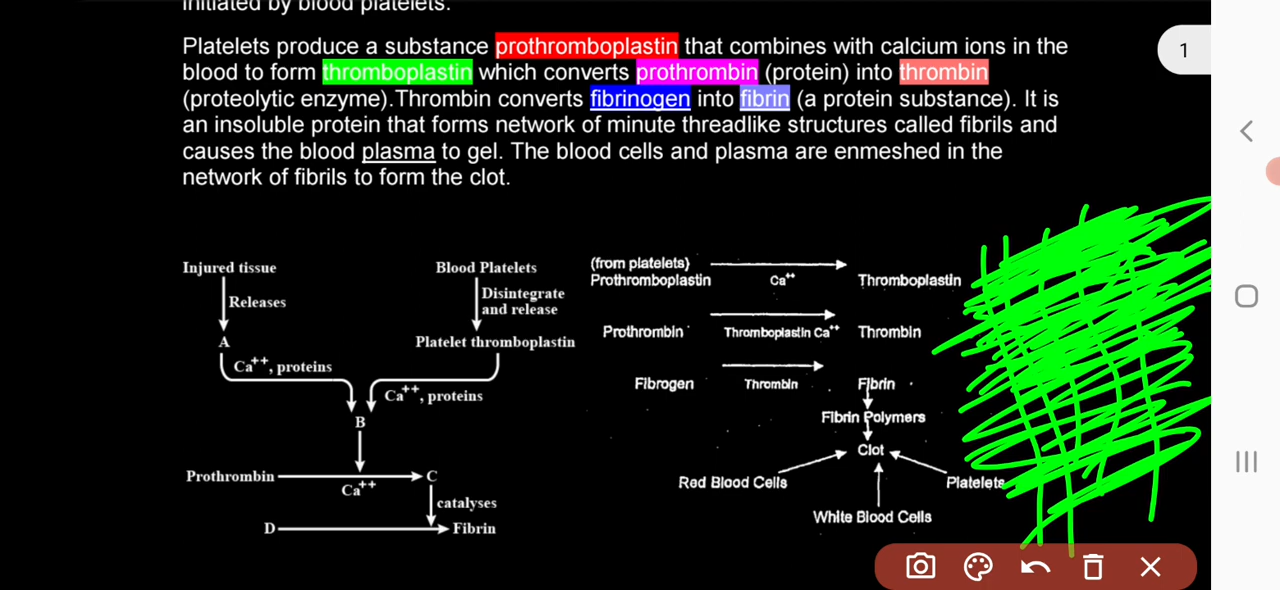 initiated by blood platelets.
Platelets produce a substance prothromboplastin that combines with calcium ions in the
blood to form thromboplastin which converts prothrombin (protein) into thrombin
(proteolytic enzyme).Thrombin converts fibrinogen into fibrin (a protein substance). It is
an insoluble protein that forms network of minute threadlike structures called fibrils and
causes the blood plasma to gel. The blood cells and plasma are enmeshed in the
network of fibrils to form the clot.
1
Injured tissue
Releases
A
Ca++, proteins
Blood Platelets
Disintegrate
and release
Platelet thromboplastin
Ca++, proteins
B
Prothrombin
Ca++
C
catalyses
D
Fibrin
(from platelets)
Prothromboplastin
Ca++
Thromboplastin
Prothrombin
Thromboplastin Ca++
Thrombin
Fibrogen
Thrombin
Fibrin
Fibrin Polymers
Clot
Red Blood Cells
Platelets
White Blood Cells